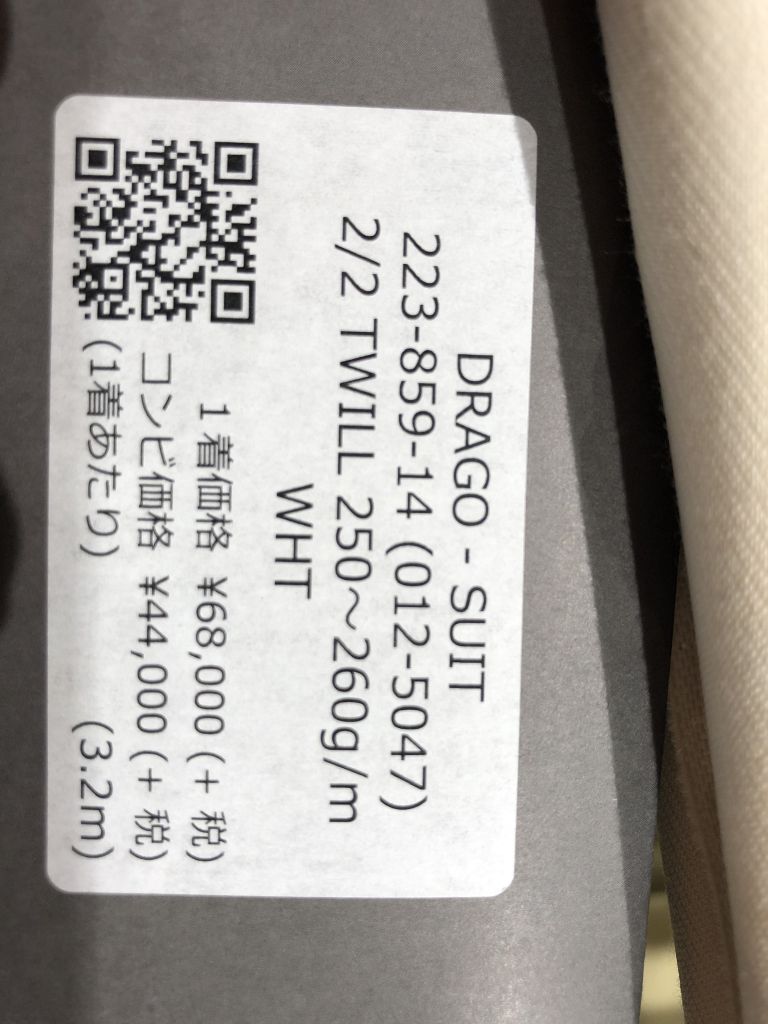 DRAGO - SUIT
223-859-14 (012-5047)
2/2 TWILL 250～260g/m
WHT
1 着価格 ¥68,000 (+ 税)
コンビ価格 ¥44,000 (+ 税)
(1着あたり) (3.2m)